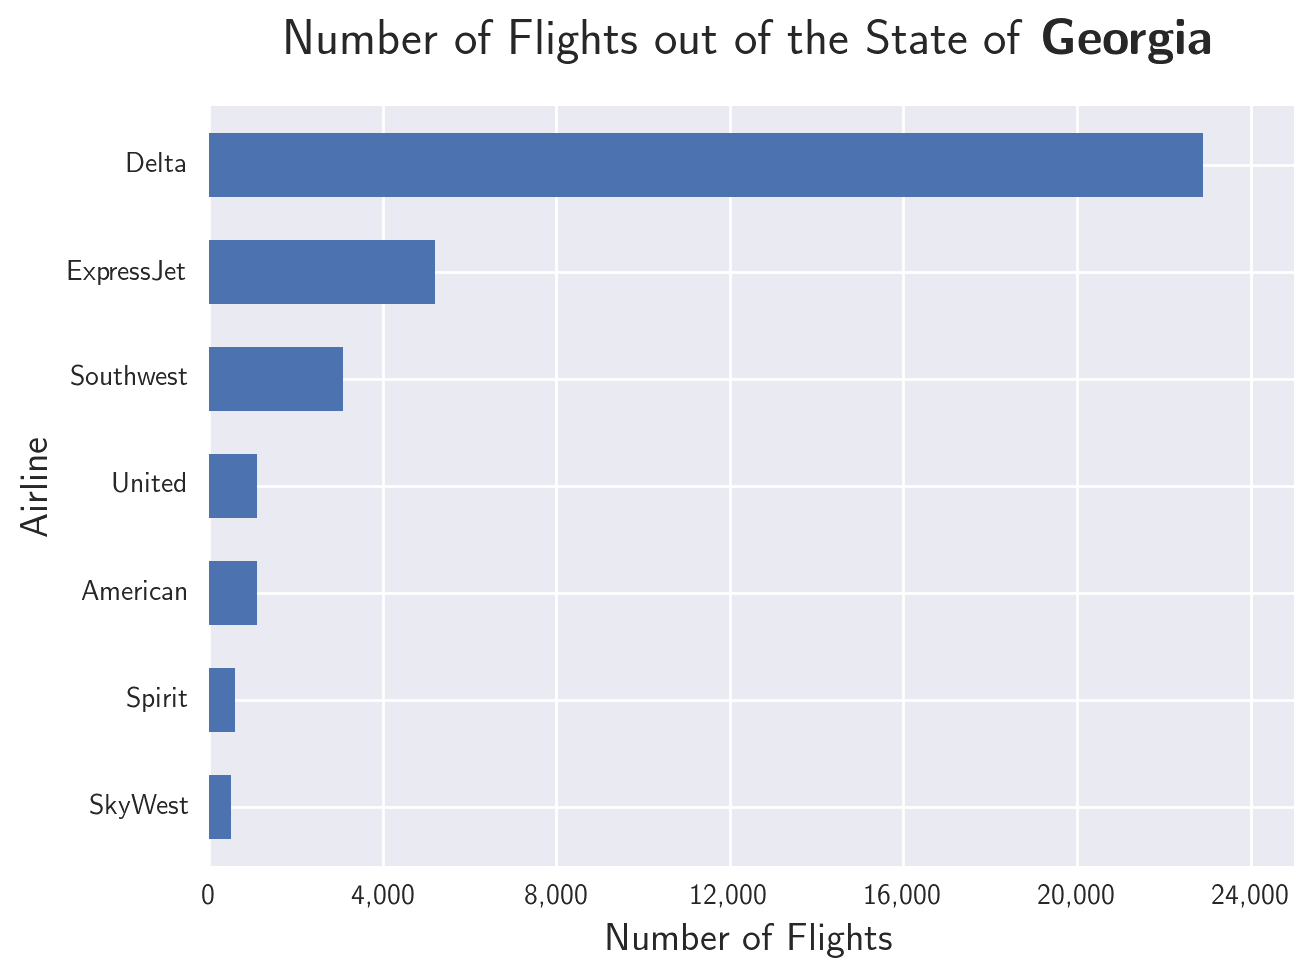 Number of Flights out of the State of Georgia
Delta
ExpressJet
Southwest
United
American
Spirit
SkyWest
Airline
0 4,000 8,000 12,000 16,000 20,000 24,000
Number of Flights